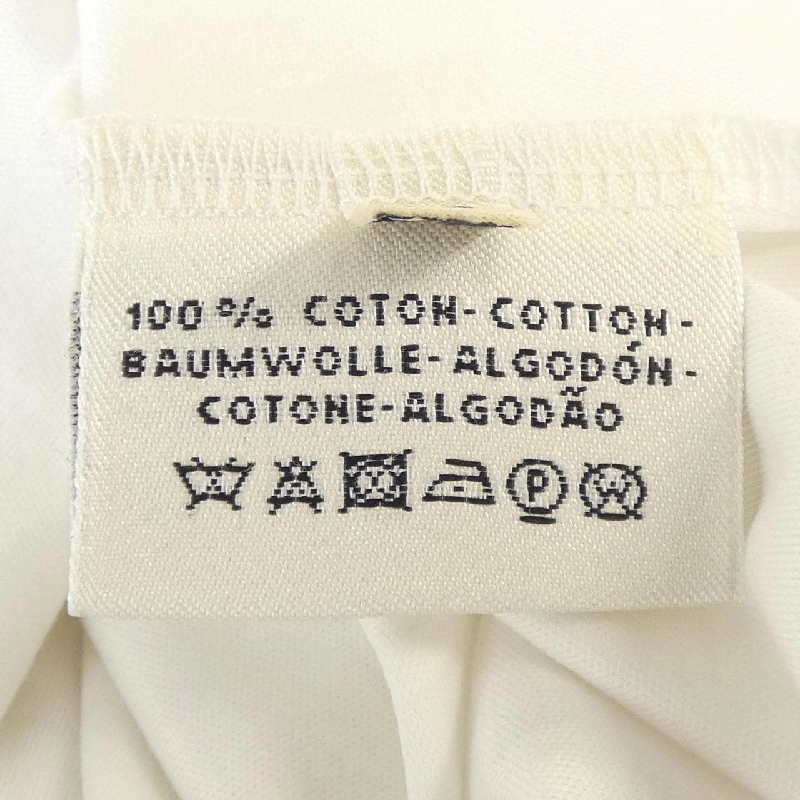 100 % COTON-COTTON-
BAUMWOLLE-ALGODÓN-
COTONE-ALGODÃO
P W